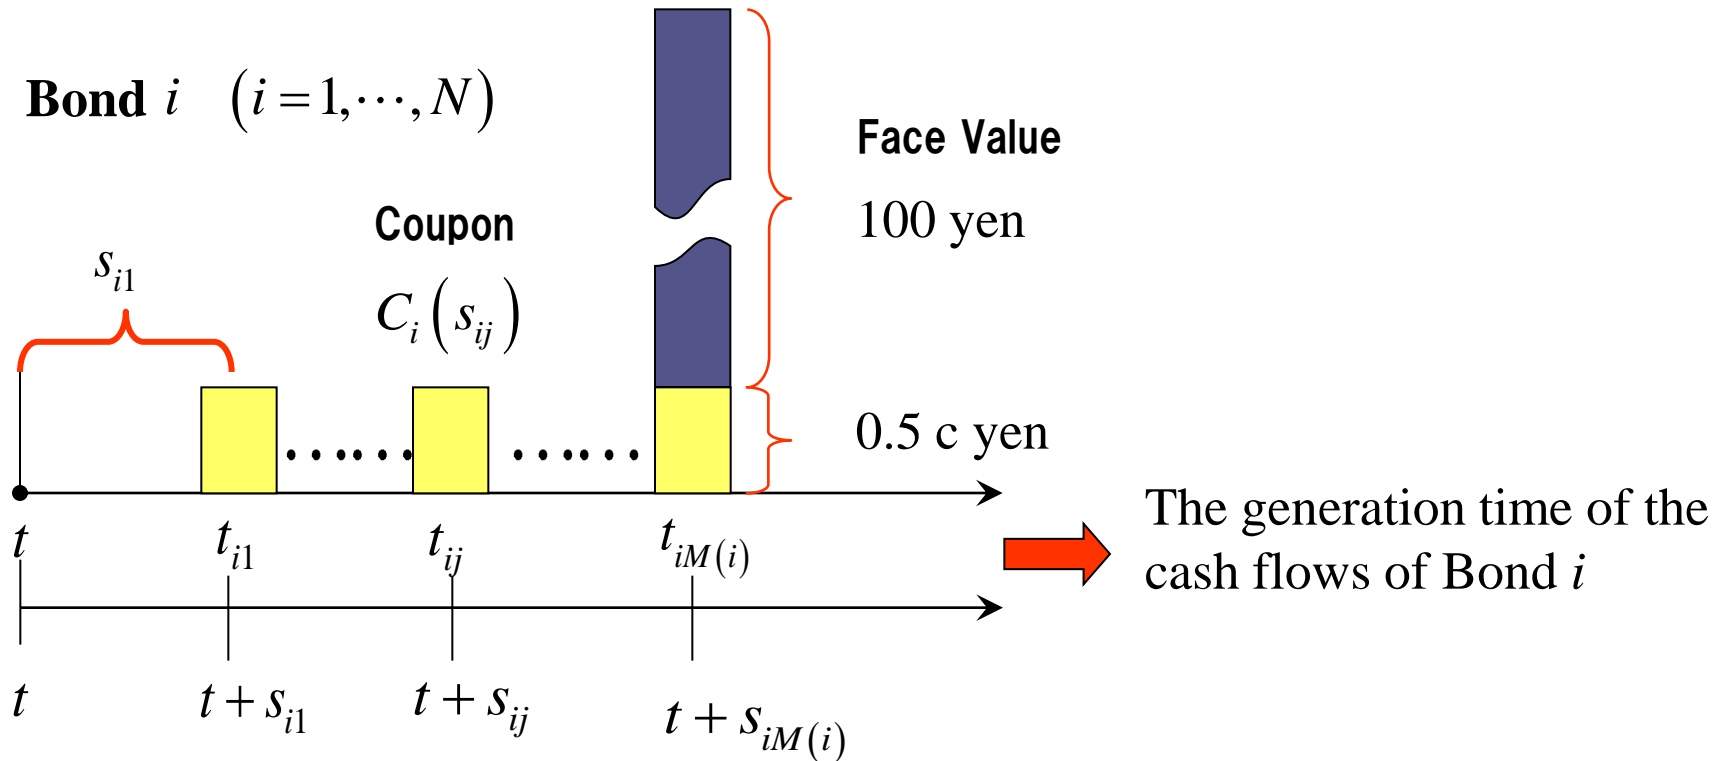 Bond i (i = 1, ⋯, N)
Face Value
100 yen
Coupon
C_i (s_ij)
s_i1
0.5 c yen
t t_i1 t_ij t_iM(i)
The generation time of the
cash flows of Bond i
t t + s_i1 t + s_ij t + s_iM(i)